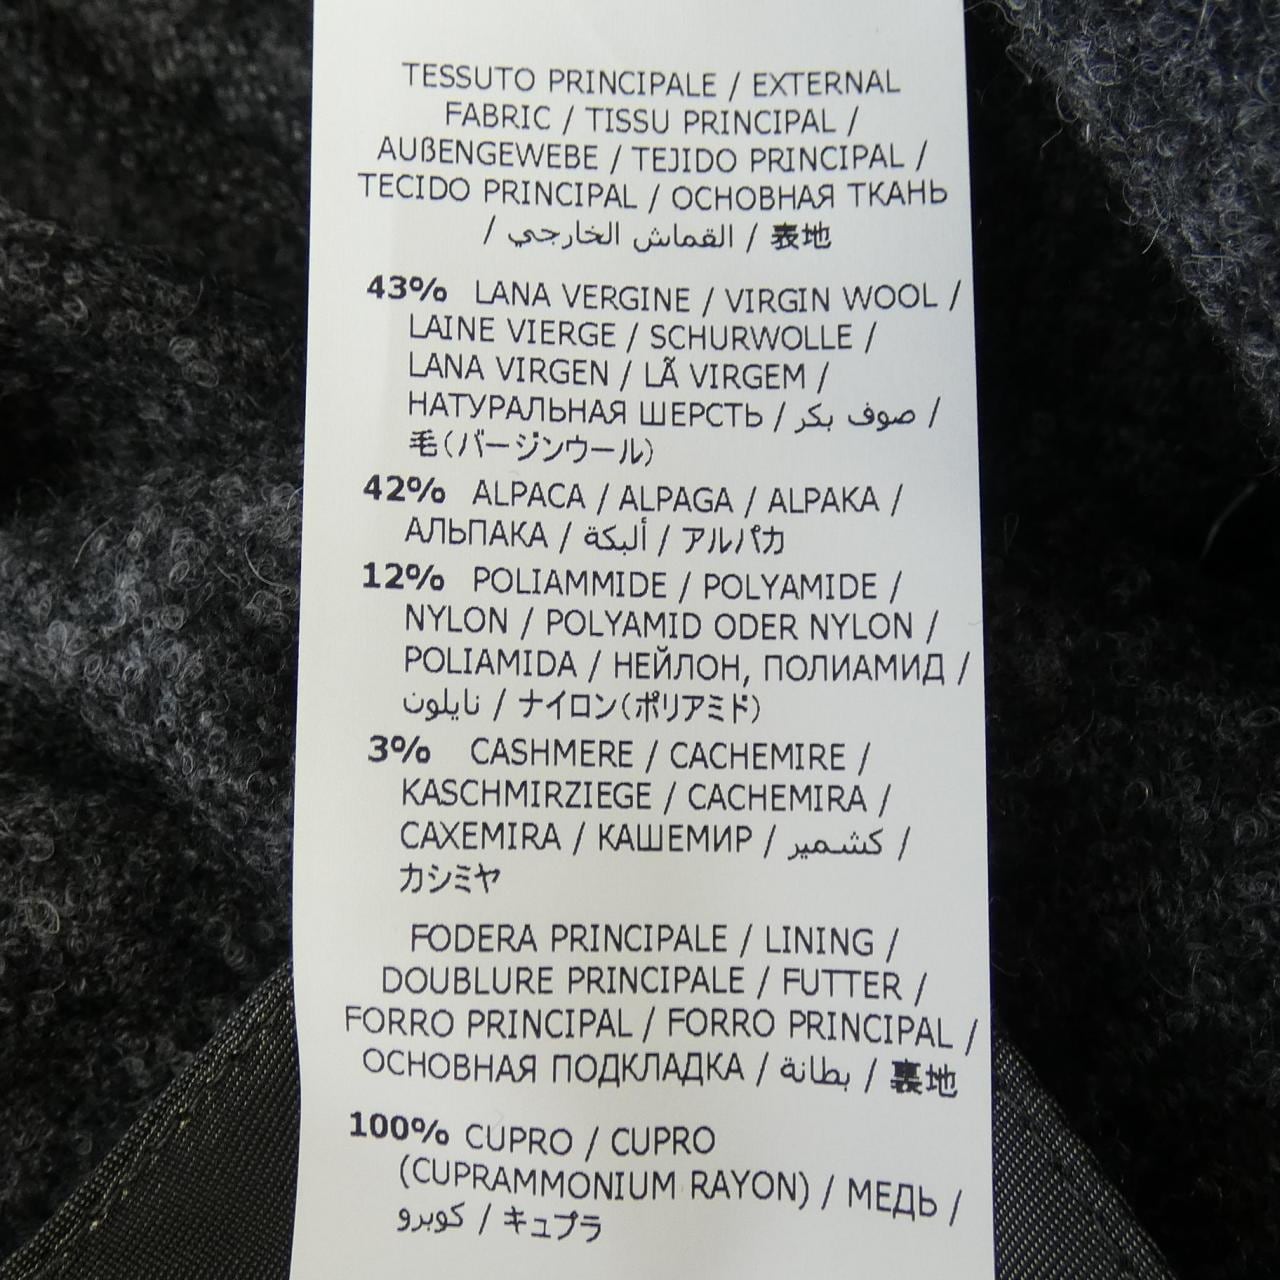 TESSUTO PRINCIPALE / EXTERNAL
FABRIC / TISSU PRINCIPAL /
AUßENGEWEBE / TEJIDO PRINCIPAL /
TECIDO PRINCIPAL / ОСНОВНАЯ ТКАНЬ
/ القماش الخارجي / 表地
43% LANA VERGINE / VIRGIN WOOL /
LAINE VIERGE / SCHURWOLLE /
LANA VIRGEN / LÃ VIRGEM /
НАТУРАЛЬНАЯ ШЕРСТЬ / صوف بكر /
毛(バージンウール)
42% ALPACA / ALPAGA / ALPAKA /
АЛЬПАКА / ألبكة / アルパカ
12% POLIAMMIDE / POLYAMIDE /
NYLON / POLYAMID ODER NYLON /
POLIAMIDA / НЕЙЛОН, ПОЛИАМИД /
نايلون / ナイロン(ポリアミド)
3% CASHMERE / CACHEMIRE /
KASCHMIRZIEGE / CACHEMIRA /
CAXEMIRA / КАШЕМИР / كشمير /
カシミヤ
FODERA PRINCIPALE / LINING /
DOUBLURE PRINCIPALE / FUTTER /
FORRO PRINCIPAL / FORRO PRINCIPAL /
ОСНОВНАЯ ПОДКЛАДКА / بطانة / 裏地
100% CUPRO / CUPRO
(CUPRAMMONIUM RAYON) / МЕДЬ /
كوبرو / キュプラ